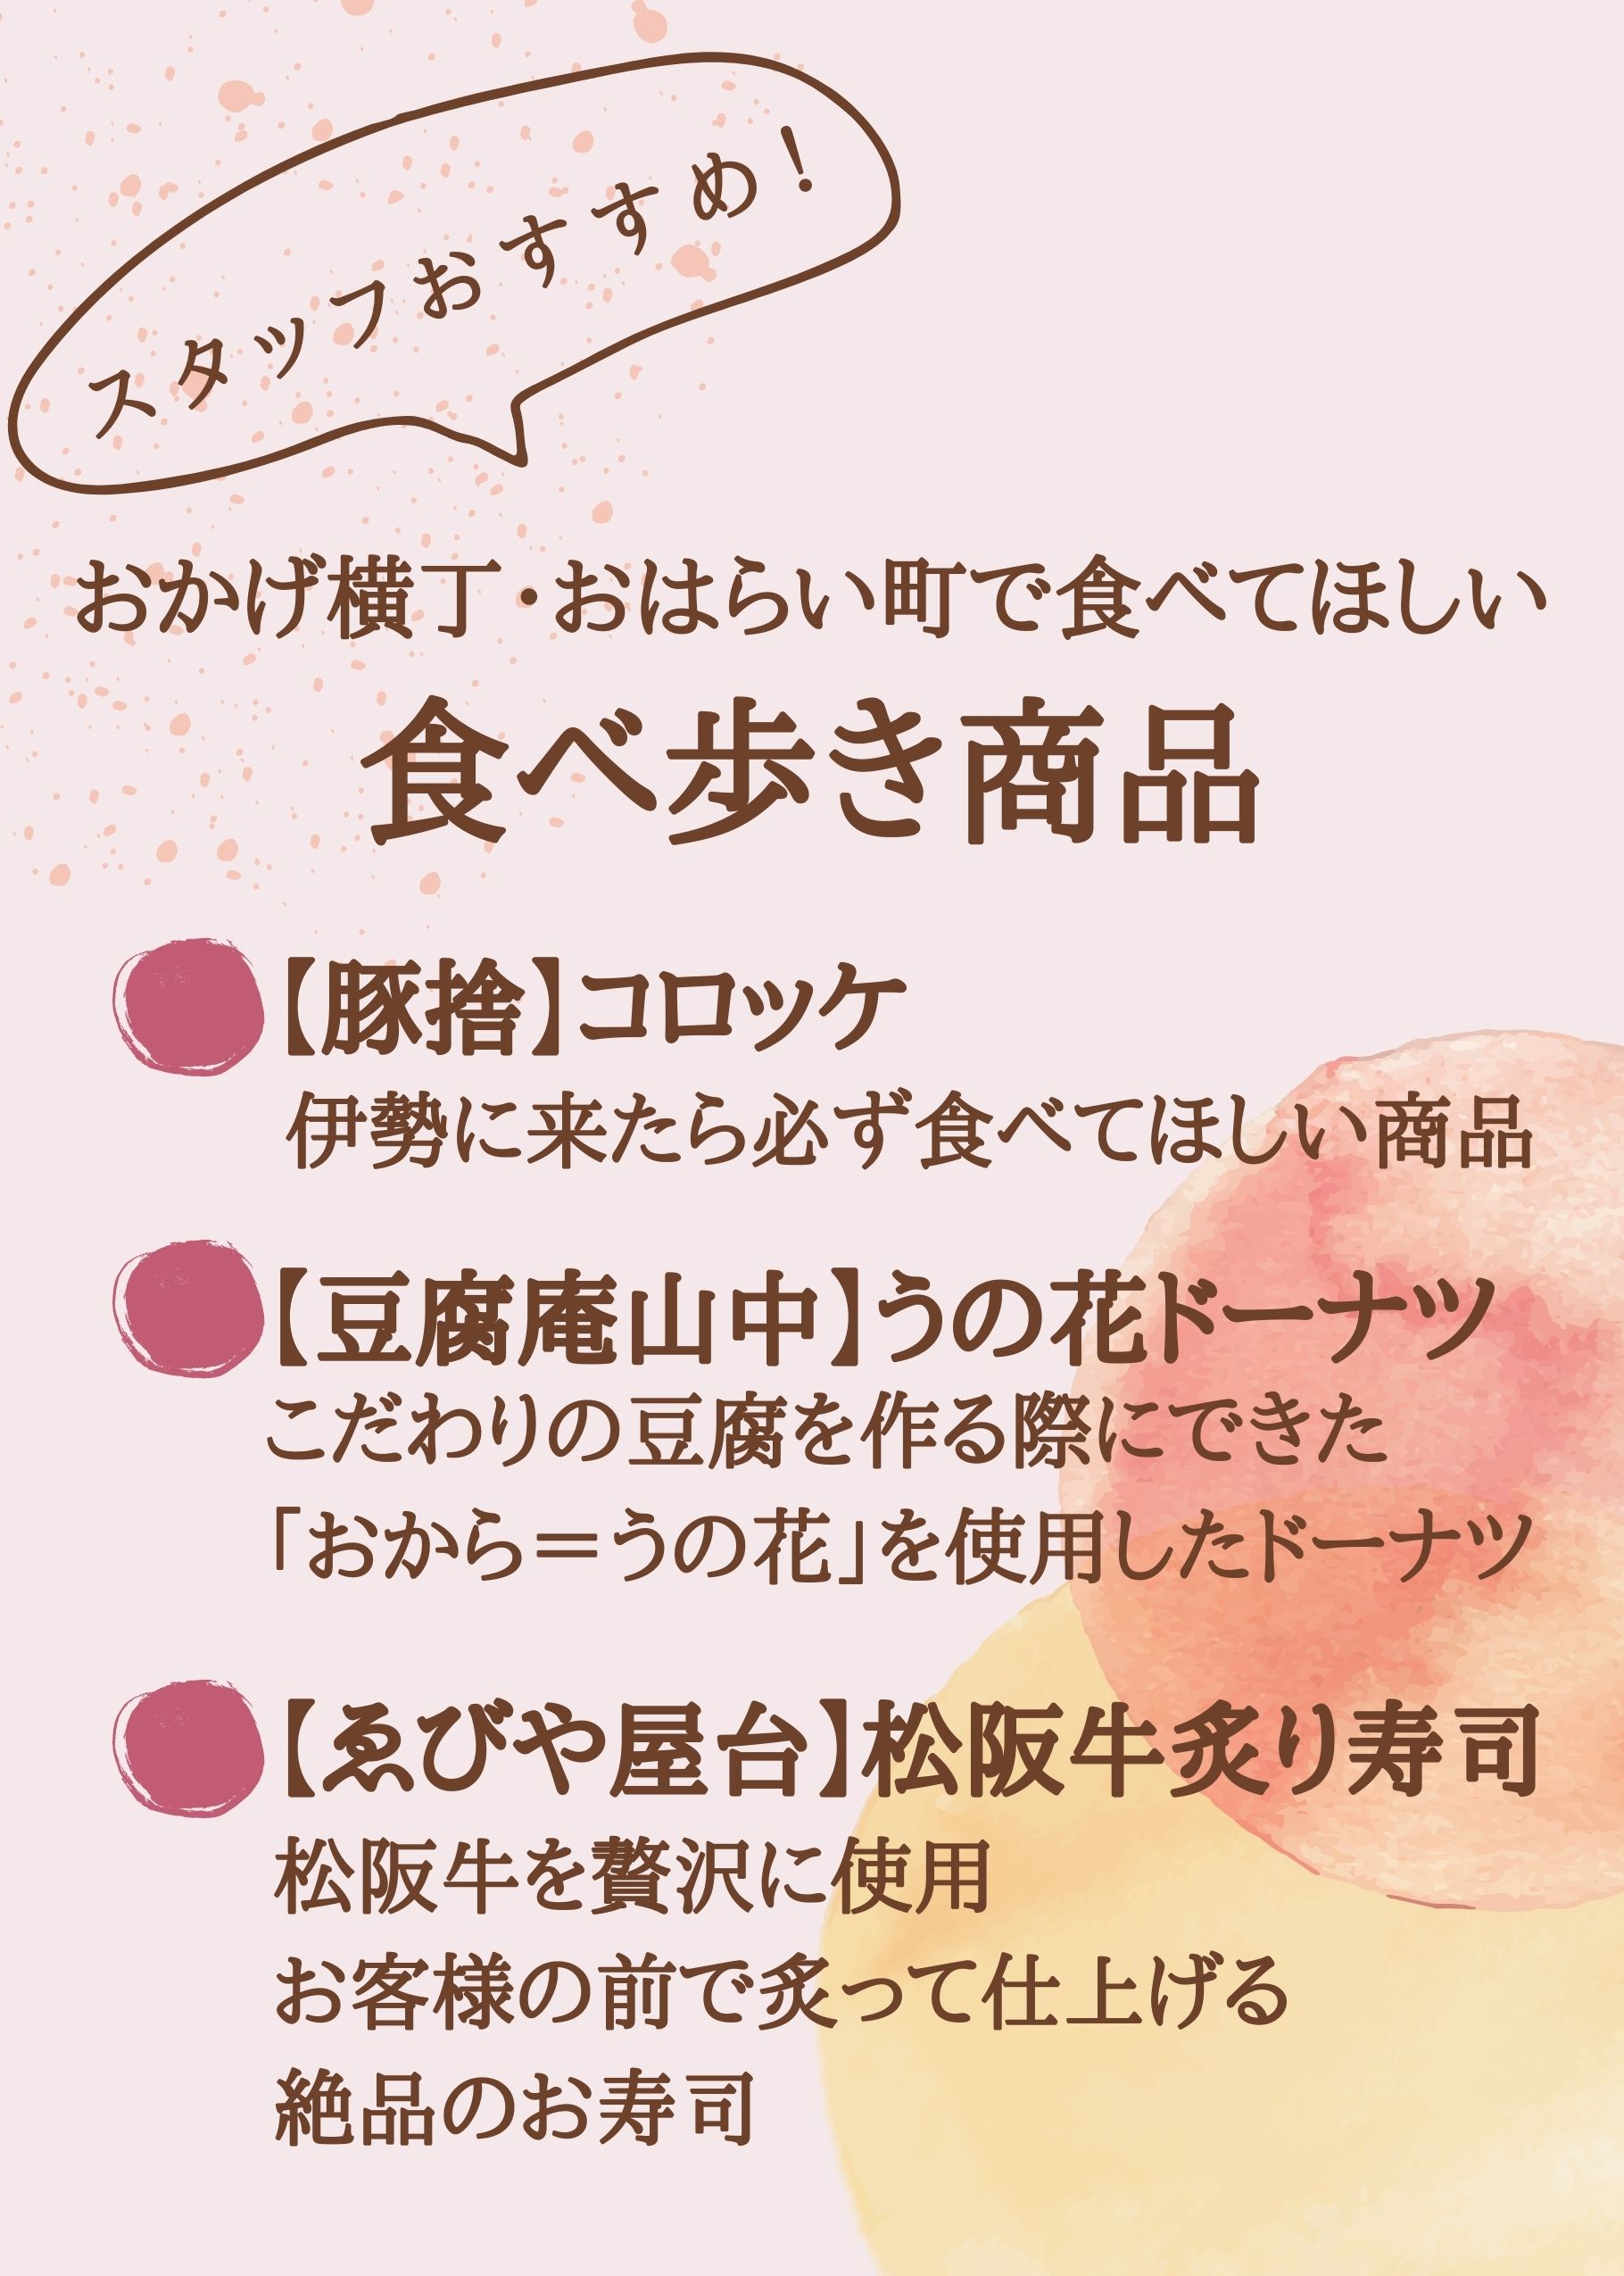 スタッフおすすめ！
おかげ横丁・おはらい町で食べてほしい
食べ歩き商品
【豚捨】コロッケ
伊勢に来たら必ず食べてほしい商品
【豆腐庵山中】うの花ドーナツ
こだわりの豆腐を作る際にできた
「おから＝うの花」を使用したドーナツ
【ゑびや屋台】松阪牛炙り寿司
松阪牛を贅沢に使用
お客様の前で炙って仕上げる
絶品のお寿司